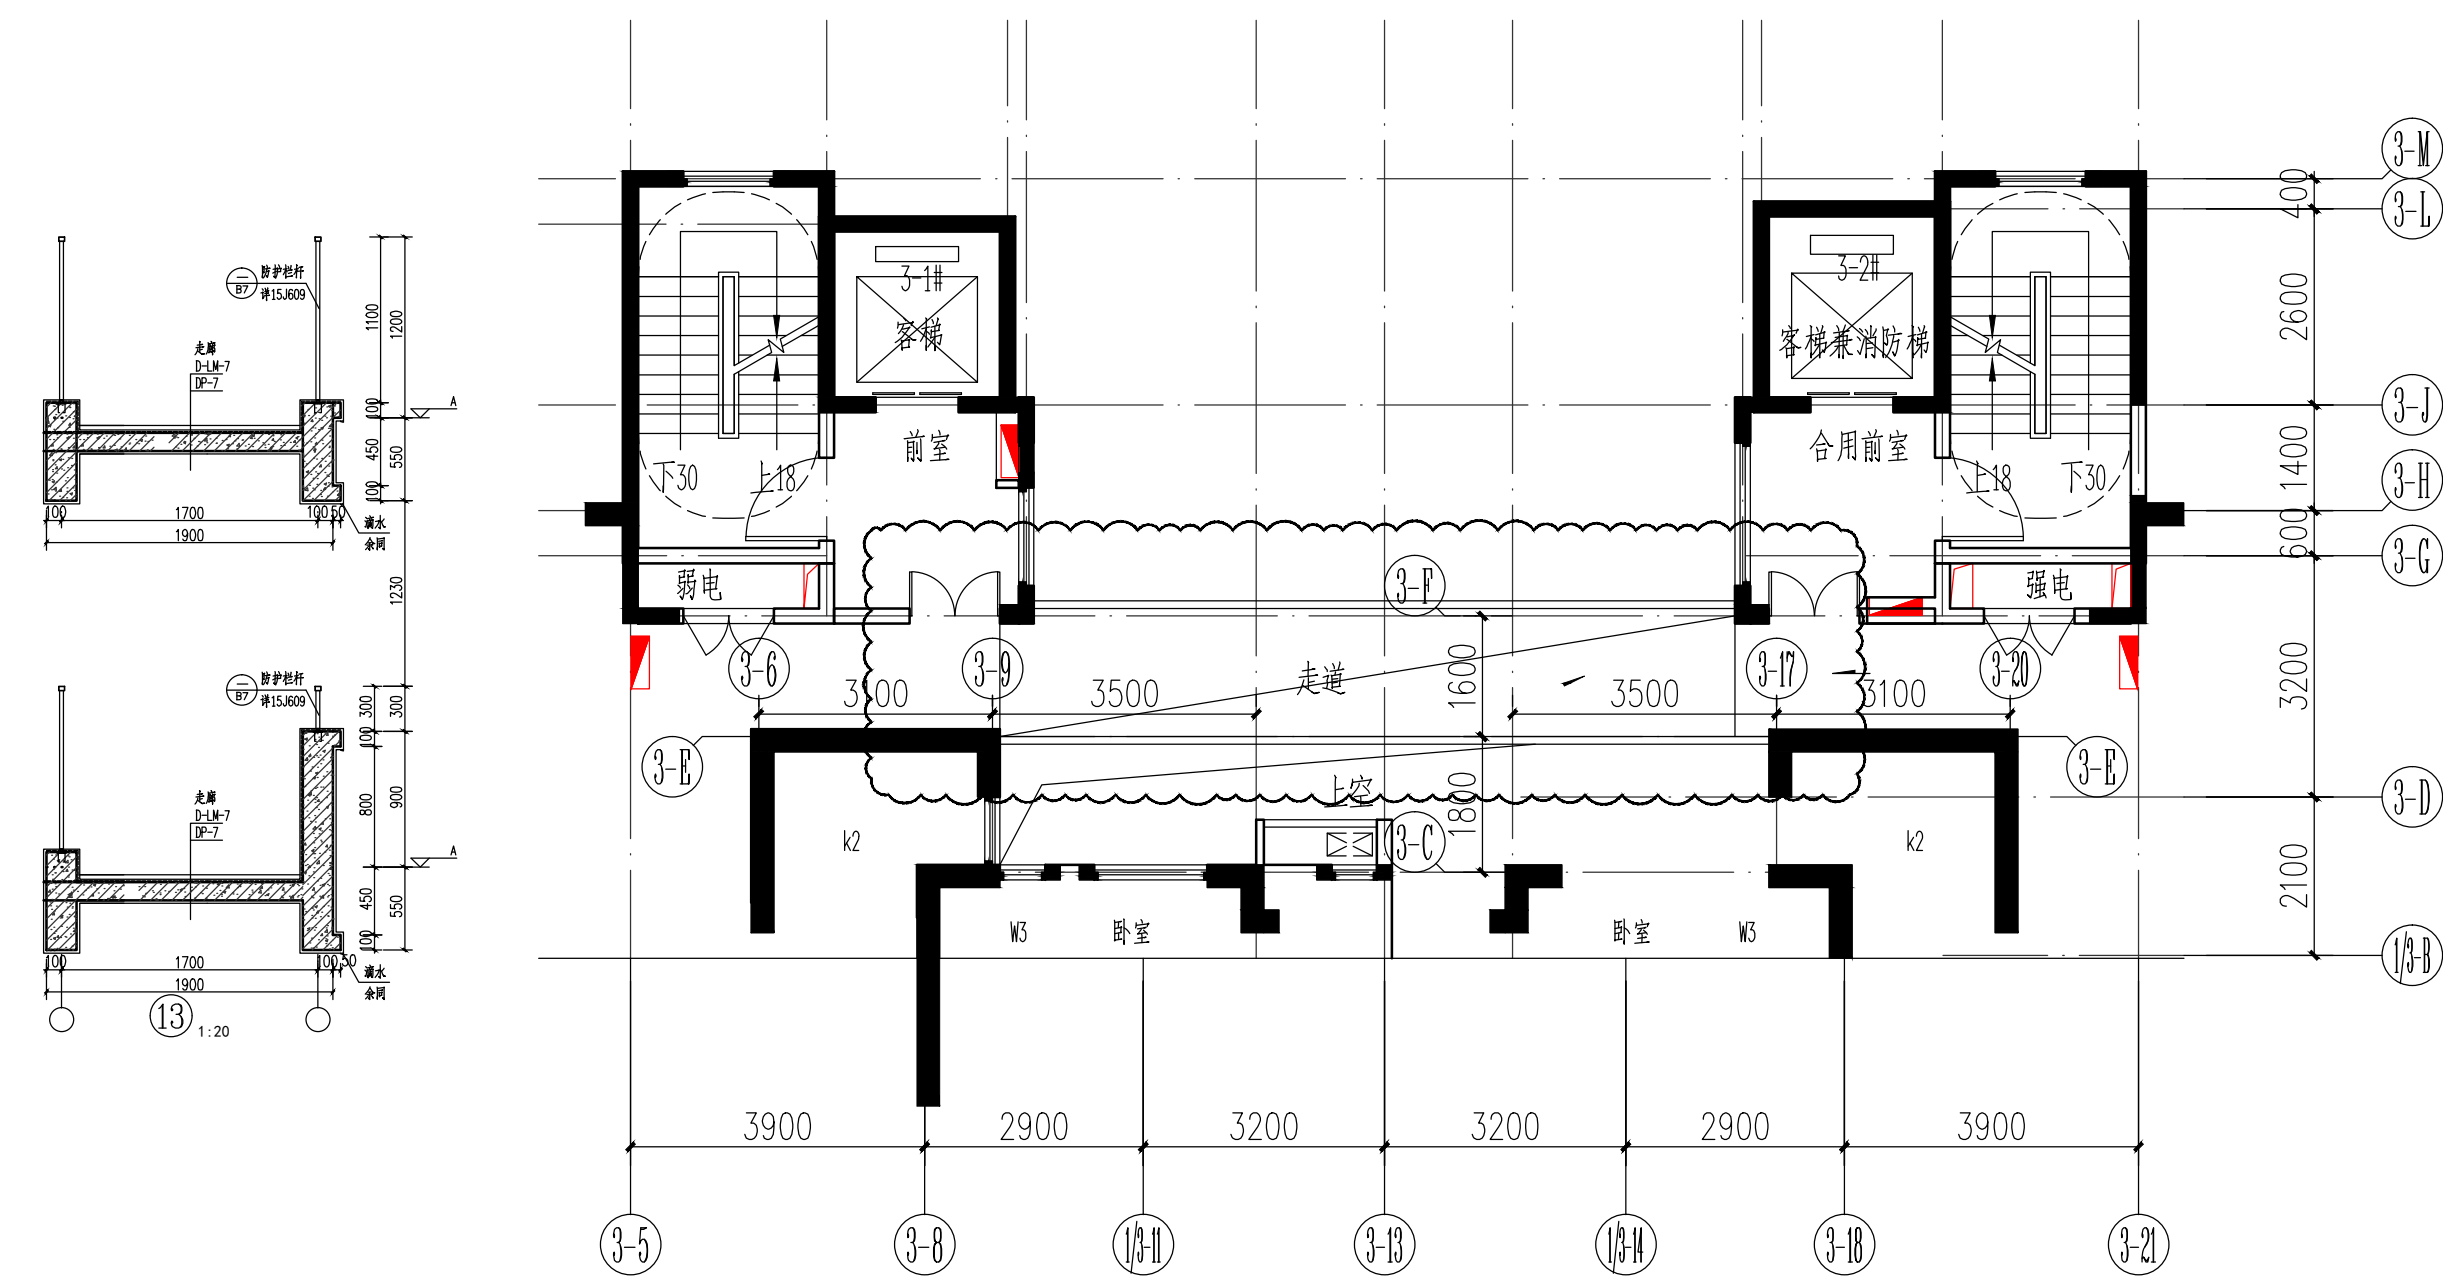 防护栏杆
详15J609
一
B7
走廊
D-LM-7
DP-7
A
1100
1200
100
450
550
100
100
1700
100
50
1900
滴水
余同
1230
防护栏杆
详15J609
一
B7
走廊
D-LM-7
DP-7
A
300
300
100
800
900
450
550
100
100
1700
100
50
1900
滴水
余同
13
1:20
3-1#
客梯
3-2#
客梯兼消防梯
前室
合用前室
下30
上18
上18
下30
弱电
强电
3-F
3-6
3-9
3-17
3-20
3100
3500
走道
1600
3500
3100
3-E
3-E
上空
1800
3-C
k2
k2
W3
卧室
卧室
W3
3900
2900
3200
3200
2900
3900
3-5
3-8
1/3-11
3-13
1/3-14
3-18
3-21
3-M
400
3-L
2600
3-J
1400
3-H
600
3-G
3200
3-D
2100
1/3-B